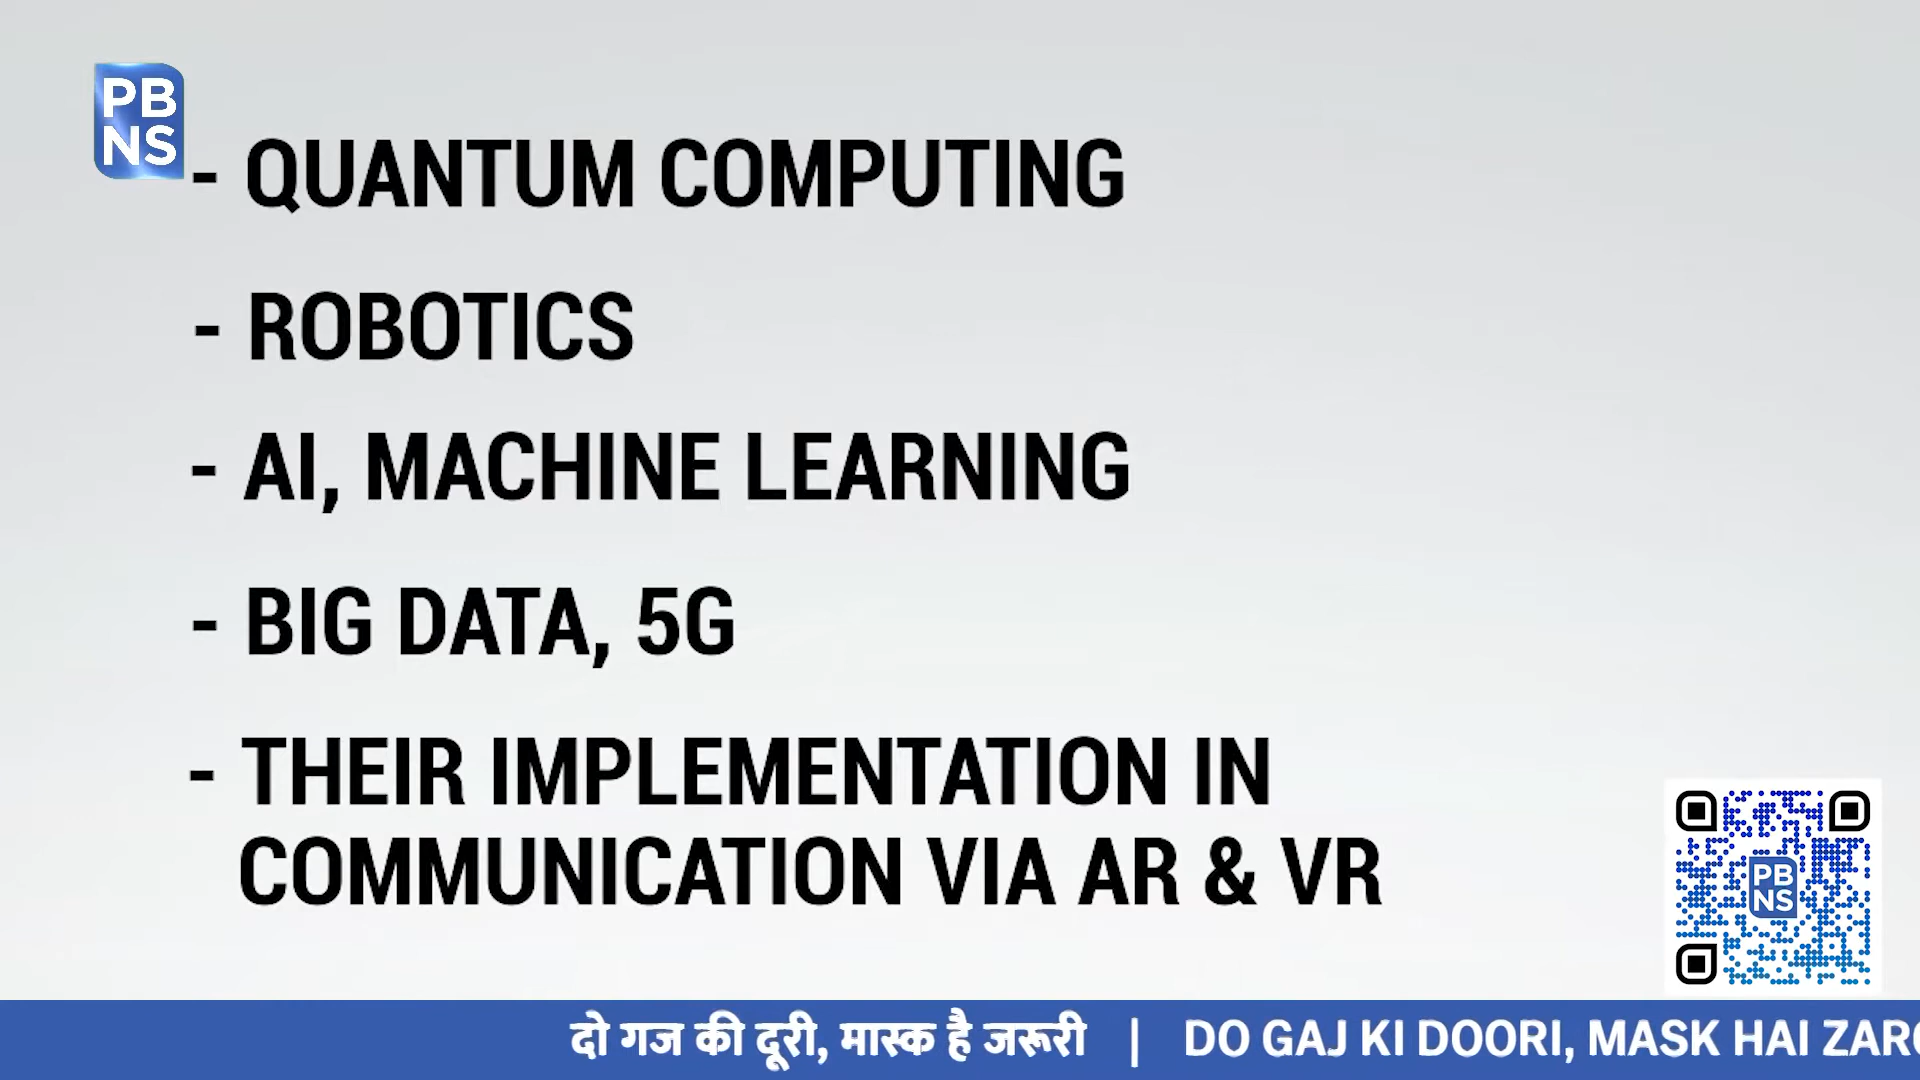 PB
NS
- QUANTUM COMPUTING
- ROBOTICS
- AI, MACHINE LEARNING
- BIG DATA, 5G
- THEIR IMPLEMENTATION IN
COMMUNICATION VIA AR & VR
PB
NS
दो गज की दूरी, मास्क है जरूरी | DO GAJ KI DOORI, MASK HAI